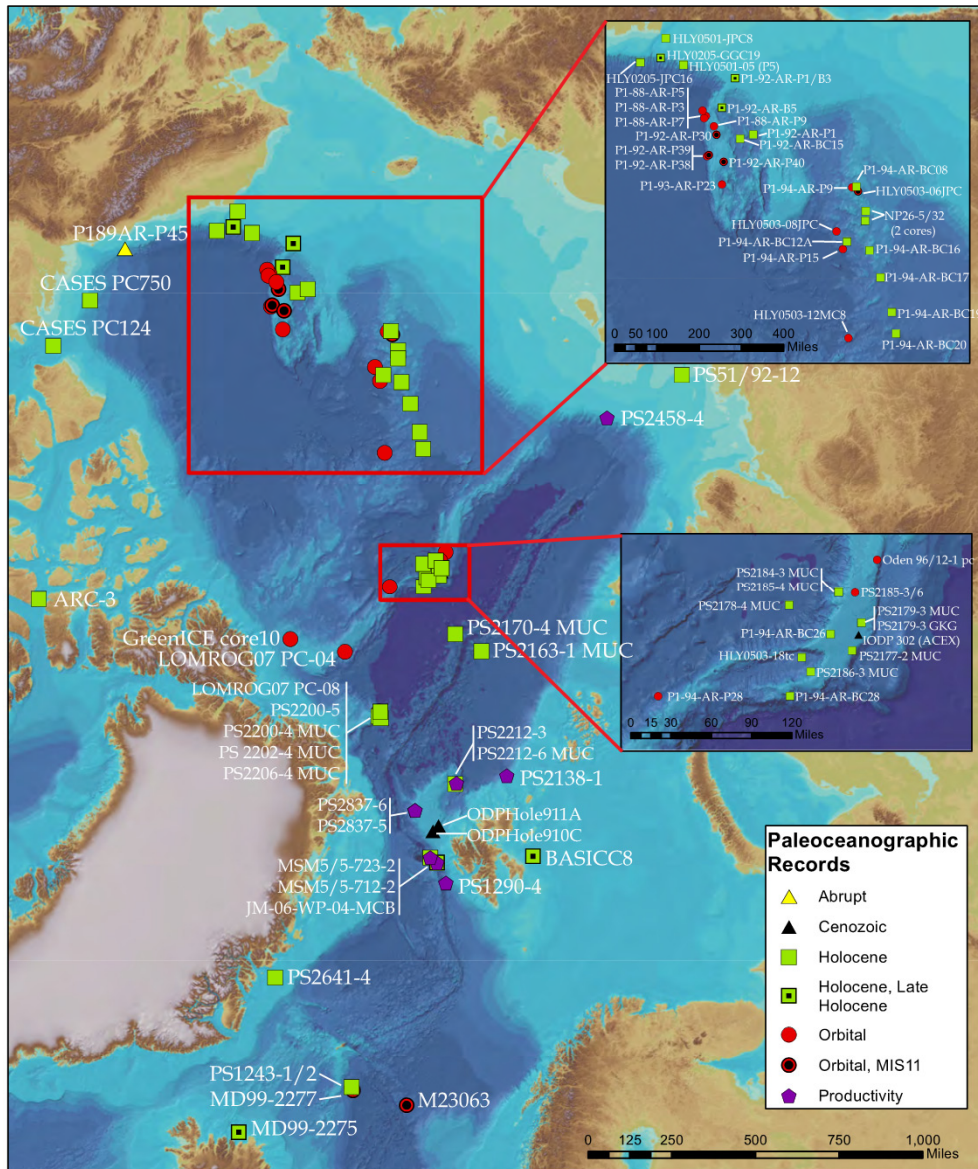 HLY0501-JPC8
HLY0205-GGC19
HLY0501-05 (P5)
HLY0205-JPC16
P1-92-AR-P1/B3
P1-88-AR-P5
P1-88-AR-P3
P1-88-AR-P7
P1-92-AR-B5
P1-88-AR-P9
P1-92-AR-P30
P1-92-AR-P1
P1-92-AR-BC15
P1-92-AR-P39
P1-92-AR-P38
P1-92-AR-P40
P1-94-AR-BC08
P1-93-AR-P23
P1-94-AR-P9
HLY0503-06JPC
NP26-5/32
(2 cores)
HLY0503-08JPC
P1-94-AR-BC12A
P1-94-AR-BC16
P1-94-AR-P15
P1-94-AR-BC17
HLY0503-12MC8
P1-94-AR-BC19
P1-94-AR-BC20
0 50 100 200 300 400
Miles
P189AR-P45
CASES PC750
CASES PC124
PS51/92-12
PS2458-4
Oden 96/12-1 pc
PS2184-3 MUC
PS2185-4 MUC
PS2185-3/6
PS2178-4 MUC
PS2179-3 MUC
PS2179-3 GKG
P1-94-AR-BC26
IODP 302 (ACEX)
HLY0503-18tc
PS2177-2 MUC
PS2186-3 MUC
P1-94-AR-P28
P1-94-AR-BC28
0 15 30 60 90 120
Miles
ARC-3
GreenICE core10
LOMROG07 PC-04
PS2170-4 MUC
PS2163-1 MUC
LOMROG07 PC-08
PS2200-5
PS2200-4 MUC
PS 2202-4 MUC
PS2206-4 MUC
PS2212-3
PS2212-6 MUC
PS2138-1
PS2837-6
PS2837-5
ODPHole911A
ODPHole910C
MSM5/5-723-2
MSM5/5-712-2
JM-06-WP-04-MCB
BASICC8
PS1290-4
PS2641-4
PS1243-1/2
MD99-2277
M23063
MD99-2275
Paleoceanographic
Records
Abrupt
Cenozoic
Holocene
Holocene, Late
Holocene
Orbital
Orbital, MIS11
Productivity
0 125 250 500 750 1,000
Miles